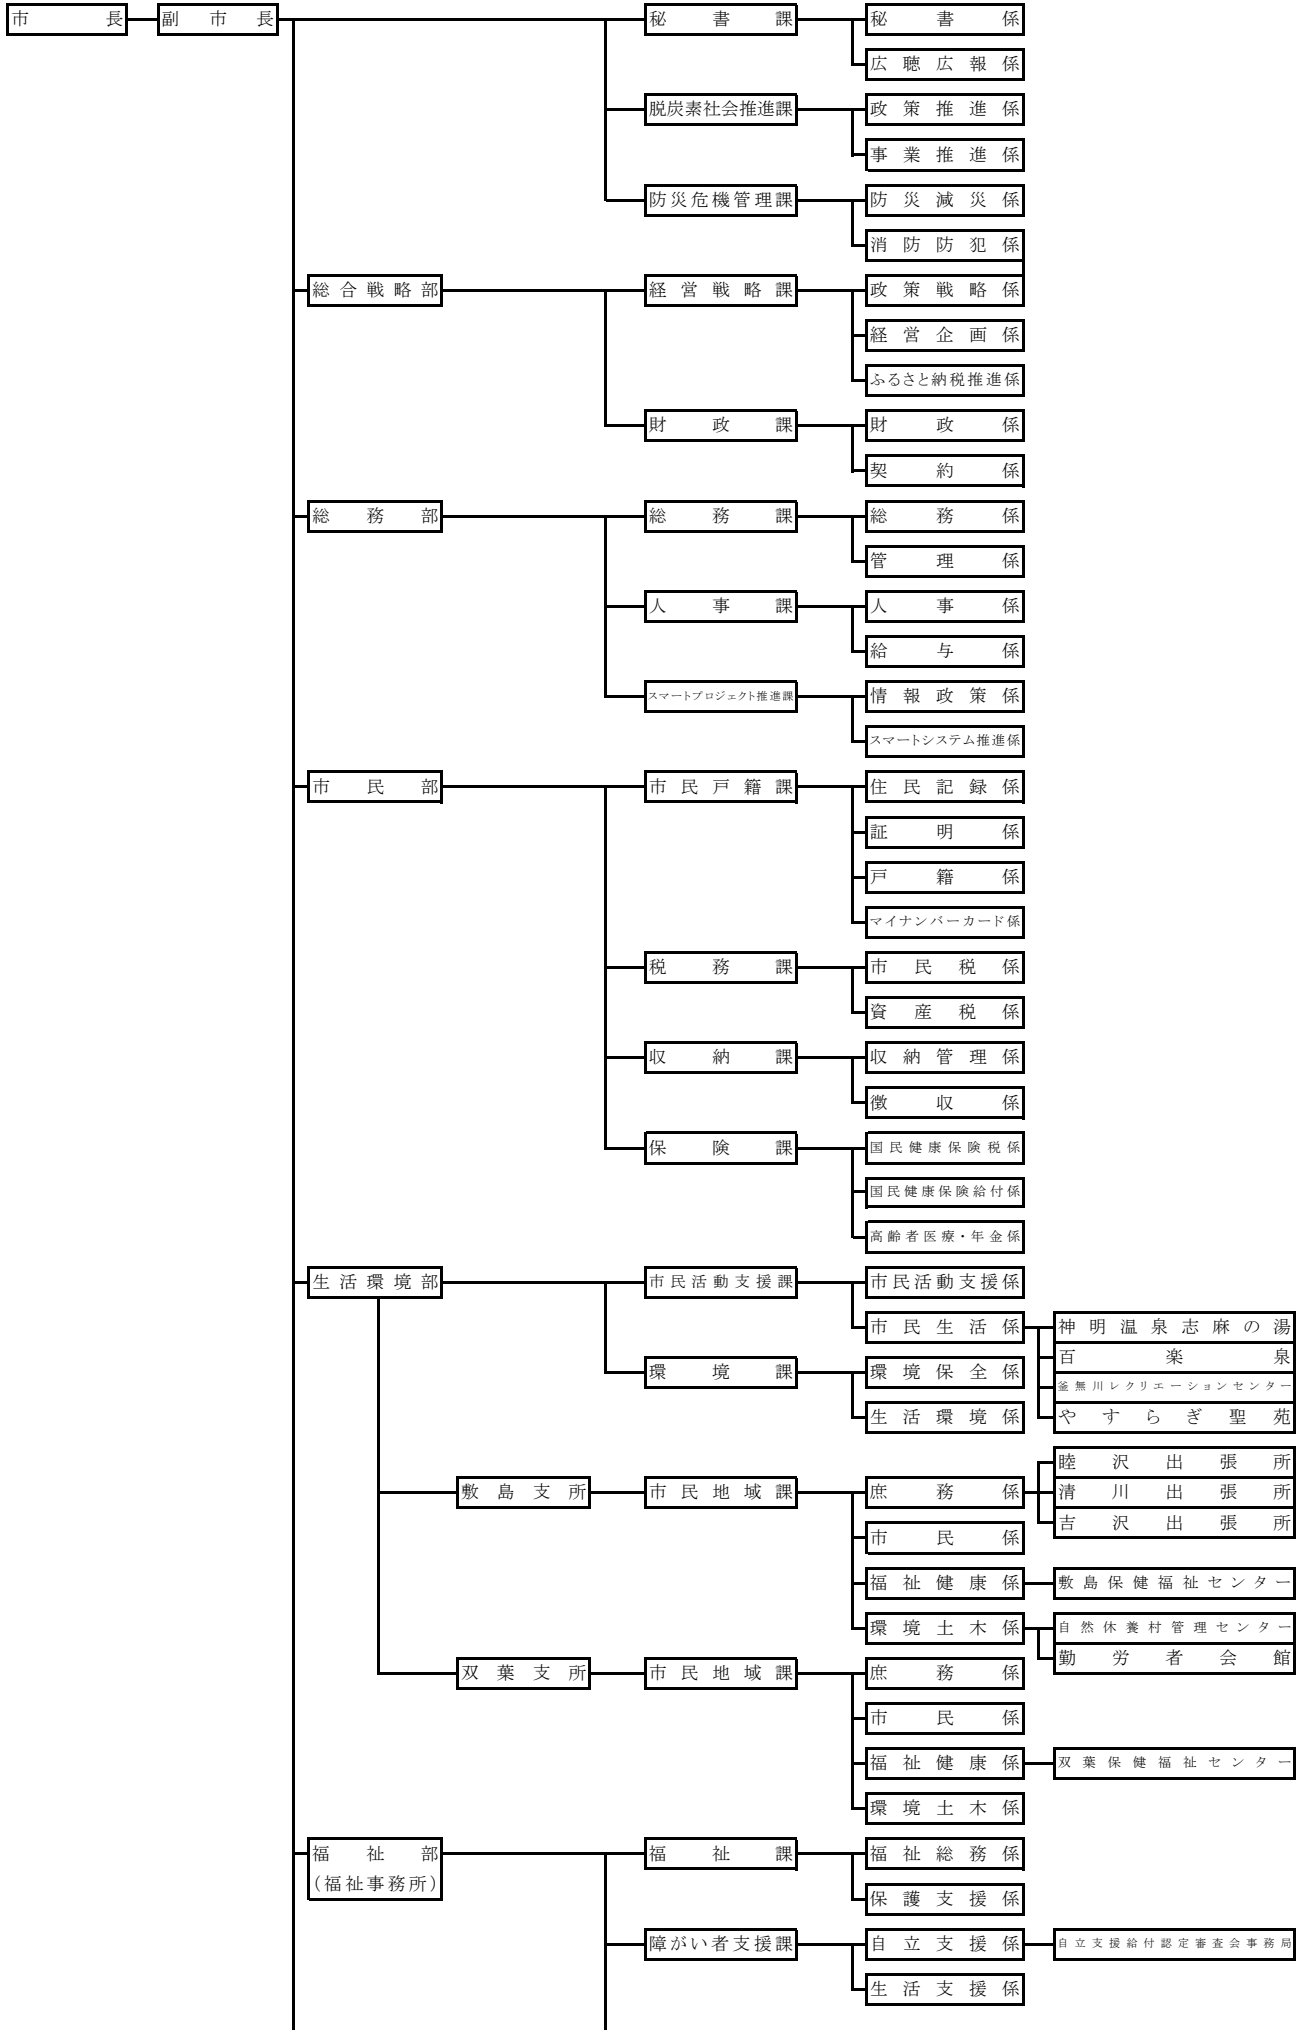 市長 副市長 秘書課 秘書係
広聴広報係
脱炭素社会推進課 政策推進係
事業推進係
防災危機管理課 防災減災係
消防防犯係
総合戦略部 経営戦略課 政策戦略係
経営企画係
ふるさと納税推進係
財政課 財政係
契約係
総務部 総務課 総務係
管理係
人事課 人事係
給与係
スマートプロジェクト推進課 情報政策係
スマートシステム推進係
市民部 市民戸籍課 住民記録係
証明係
戸籍係
マイナンバーカード係
税務課 市民税係
資産税係
収納課 収納管理係
徴収係
保険課 国民健康保険税係
国民健康保険給付係
高齢者医療・年金係
生活環境部 市民活動支援課 市民活動支援係
市民生活係 神明温泉志麻の湯
百楽泉
環境課 環境保全係
釜無川レクリエーションセンター
生活環境係 やすらぎ聖苑
睦沢出張所
敷島支所 市民地域課 庶務係 清川出張所
吉沢出張所
市民係
福祉健康係 敷島保健福祉センター
環境土木係 自然休養村管理センター
勤労者会館
双葉支所 市民地域課 庶務係
市民係
福祉健康係 双葉保健福祉センター
環境土木係
福祉部 福祉課 福祉総務係
(福祉事務所)
保護支援係
障がい者支援課 自立支援係 自立支援給付認定審査会事務局
生活支援係